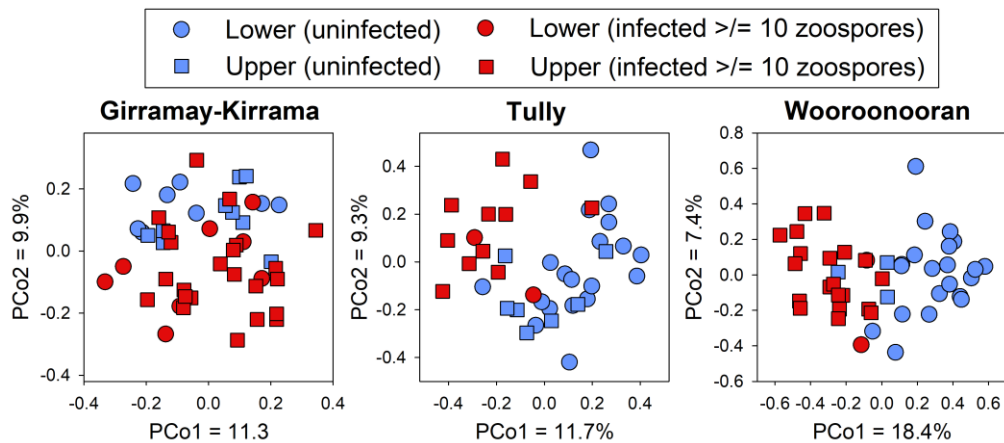 Lower (uninfected) Lower (infected >/= 10 zoospores)
Upper (uninfected) Upper (infected >/= 10 zoospores)
Girramay-Kirrama
PCo2 = 9.9%
0.4
0.2
0.0
-0.2
-0.4
-0.4 -0.2 0.0 0.2 0.4
PCo1 = 11.3
Tully
PCo2 = 9.3%
0.4
0.2
0.0
-0.2
-0.4
-0.4 -0.2 0.0 0.2 0.4
PCo1 = 11.7%
Wooroonooran
PCo2 = 7.4%
0.8
0.6
0.4
0.2
0.0
-0.2
-0.4
-0.6
-0.6 -0.4 -0.2 0.0 0.2 0.4 0.6
PCo1 = 18.4%